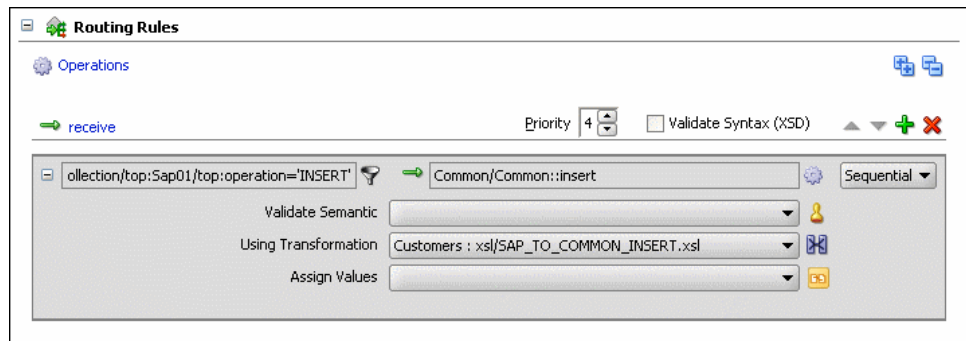 Routing Rules
Operations
receive Priority 4 Validate Syntax (XSD)
ollection/top:Sap01/top:operation='INSERT' Common/Common::insert Sequential
Validate Semantic
Using Transformation Customers : xsl/SAP_TO_COMMON_INSERT.xsl
Assign Values